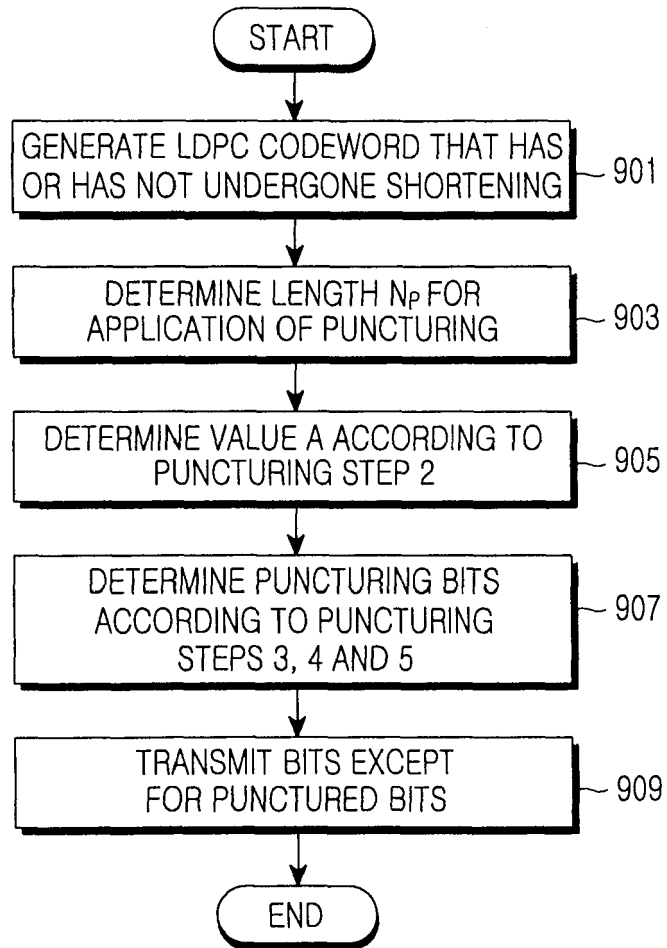 START
GENERATE LDPC CODEWORD THAT HAS
OR HAS NOT UNDERGONE SHORTENING
901
DETERMINE LENGTH NP FOR
APPLICATION OF PUNCTURING
903
DETERMINE VALUE A ACCORDING TO
PUNCTURING STEP 2
905
DETERMINE PUNCTURING BITS
ACCORDING TO PUNCTURING
STEPS 3, 4 AND 5
907
TRANSMIT BITS EXCEPT
FOR PUNCTURED BITS
909
END